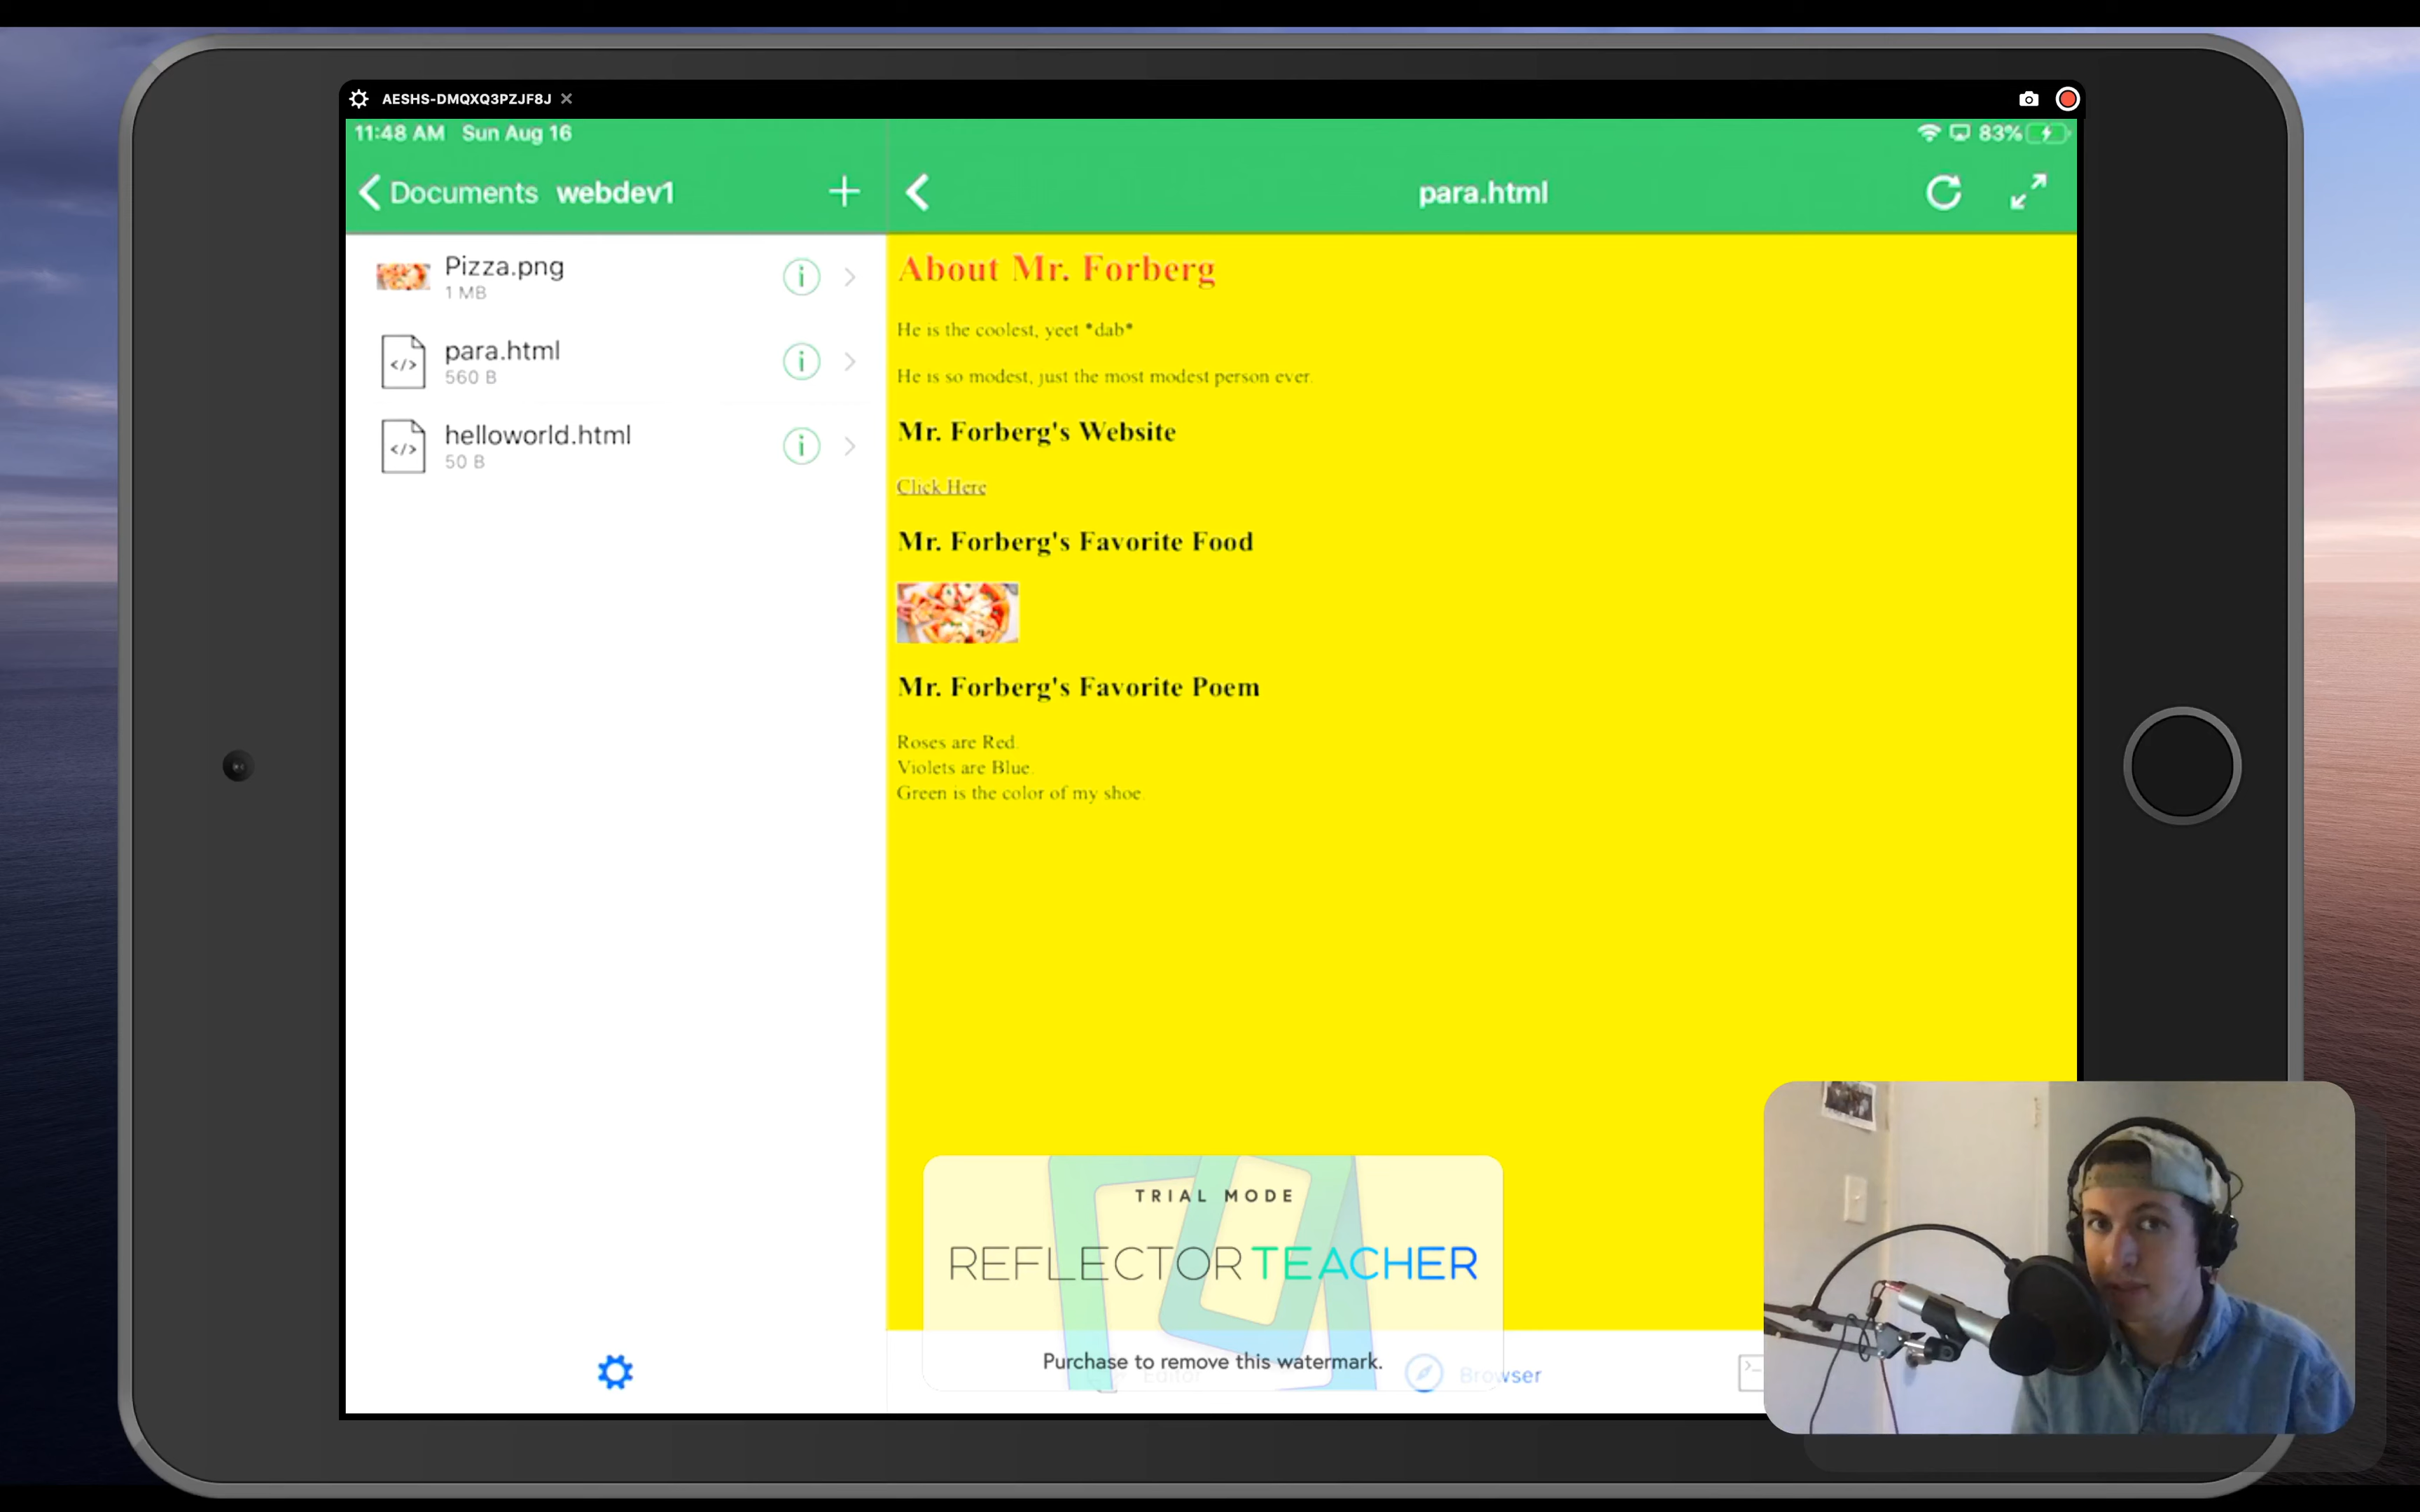 AESHS-DMQXQ3PZJF8J
11:48 AM Sun Aug 16
83%
Documents webdev1
para.html
Pizza.png
1 MB
para.html
560 B
helloworld.html
50 B
About Mr. Forberg
He is the coolest, yeet *dab*
He is so modest, just the most modest person ever.
Mr. Forberg's Website
Click Here
Mr. Forberg's Favorite Food
Mr. Forberg's Favorite Poem
Roses are Red.
Violets are Blue.
Green is the color of my shoe.
TRIAL MODE
REFLECTOR TEACHER
Purchase to remove this watermark.
Editor
Browser